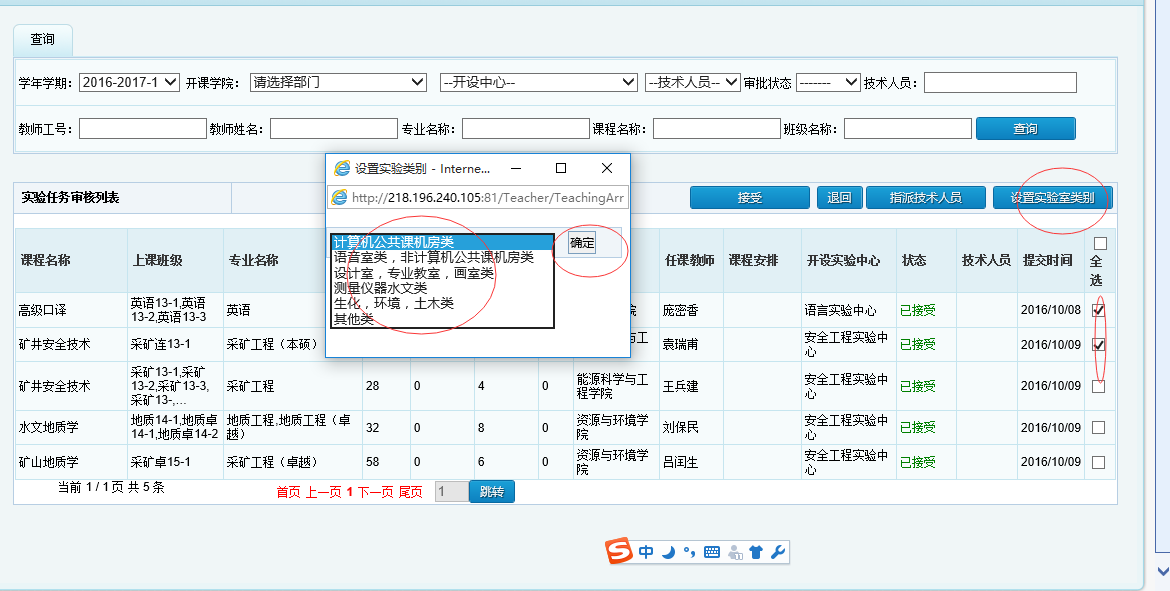 查询
学年学期： 2016-2017-1 开课学院： 请选择部门 --开设中心-- --技术人员-- 审批状态 ------- 技术人员：
教师工号： 教师姓名： 专业名称： 课程名称： 班级名称： 查询
设置实验类别 - Interne...
http://218.196.240.105:81/Teacher/TeachingArr
计算机公共课机房类
语音室类，非计算机公共课机房类
设计室，专业教室，画室类
测量仪器水文类
生化，环境，土木类
其他类
确定
实验任务审核列表 接受 退回 指派技术人员 设置实验室类别
课程名称 上课班级 专业名称 任课教师 课程安排 开设实验中心 状态 技术人员 提交时间 全选
高级口译 英语13-1,英语13-2,英语13-3 英语 院 庞密香 语言实验中心 已接受 2016/10/08
矿井安全技术 采矿连13-1 采矿工程（本硕） 与工 袁瑞甫 安全工程实验中心 已接受 2016/10/09
矿井安全技术 采矿13-1,采矿13-2,采矿13-3,采矿13-,... 采矿工程 28 0 4 0 能源科学与工程学院 王兵建 安全工程实验中心 已接受 2016/10/09
水文地质学 地质14-1,地质卓14-1,地质卓14-2 地质工程,地质工程（卓越） 32 0 8 0 资源与环境学院 刘保民 安全工程实验中心 已接受 2016/10/09
矿山地质学 采矿卓15-1 采矿工程（卓越） 58 0 6 0 资源与环境学院 吕闰生 安全工程实验中心 已接受 2016/10/09
当前 1 / 1 页 共 5 条 首页 上一页 1 下一页 尾页 1 跳转
S 中